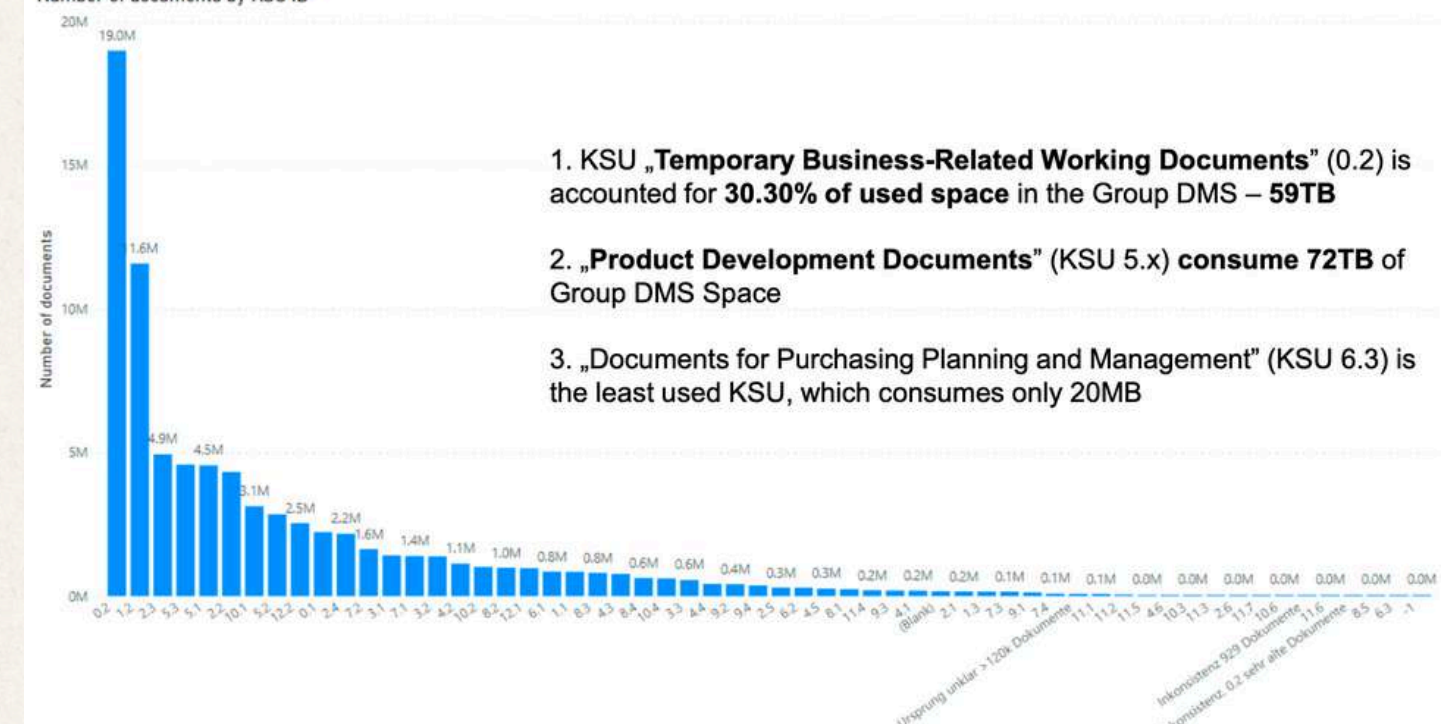 20M
19.0M
1. KSU „Temporary Business-Related Working Documents” (0.2) is
accounted for 30.30% of used space in the Group DMS – 59TB
15M
2. „Product Development Documents” (KSU 5.x) consume 72TB of
Group DMS Space
11.6M
10M
3. „Documents for Purchasing Planning and Management” (KSU 6.3) is
the least used KSU, which consumes only 20MB
Number of documents
5M
4.9M 4.5M 3.1M 2.5M 2.2M 1.6M 1.4M 1.1M 1.0M 0.8M 0.8M 0.6M 0.6M 0.4M 0.3M 0.3M 0.2M 0.2M 0.2M 0.1M 0.1M 0.1M 0.0M 0.0M 0.0M 0.0M 0.0M 0.0M 0.0M
0M
0.2 1.2 2.3 5.3 5.1 2.2 10.1 5.2 12.2 0.1 2.4 7.2 3.1 7.1 3.2 4.2 10.2 8.2 12.1 6.1 1.1 8.3 4.3 8.4 10.4 3.3 4.4 9.2 9.4 2.5 6.2 4.5 8.1 11.4 9.3 4.1 (Blank) 2.1 1.3 7.3 9.1 7.4 Ursprung unklar >120k Dokumente 11.1 11.2 11.5 4.6 10.3 11.3 2.6 11.7 10.6 Inkonsistenz 929 Dokumente 11.6 0.2 sehr alte Dokumente 8.5 6.3 -1